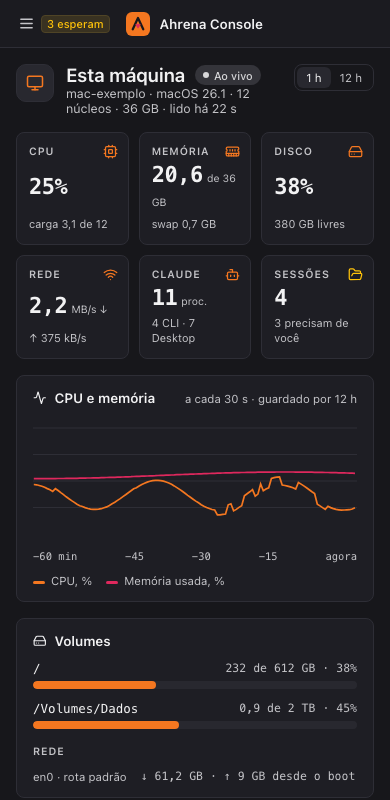 3 esperam
Ahrena Console
Esta máquina
Ao vivo
1 h
12 h
mac-exemplo · macOS 26.1 · 12
núcleos · 36 GB · lido há 22 s
CPU
25%
carga 3,1 de 12
MEMÓRIA
20,6 de 36
GB
swap 0,7 GB
DISCO
38%
380 GB livres
REDE
2,2 MB/s ↓
↑ 375 kB/s
CLAUDE
11 proc.
4 CLI · 7
Desktop
SESSÕES
4
3 precisam de
você
CPU e memória
a cada 30 s · guardado por 12 h
−60 min
−45
−30
−15
agora
CPU, %
Memória usada, %
Volumes
/
232 de 612 GB · 38%
/Volumes/Dados
0,9 de 2 TB · 45%
REDE
en0 · rota padrão
↓ 61,2 GB · ↑ 9 GB desde o boot